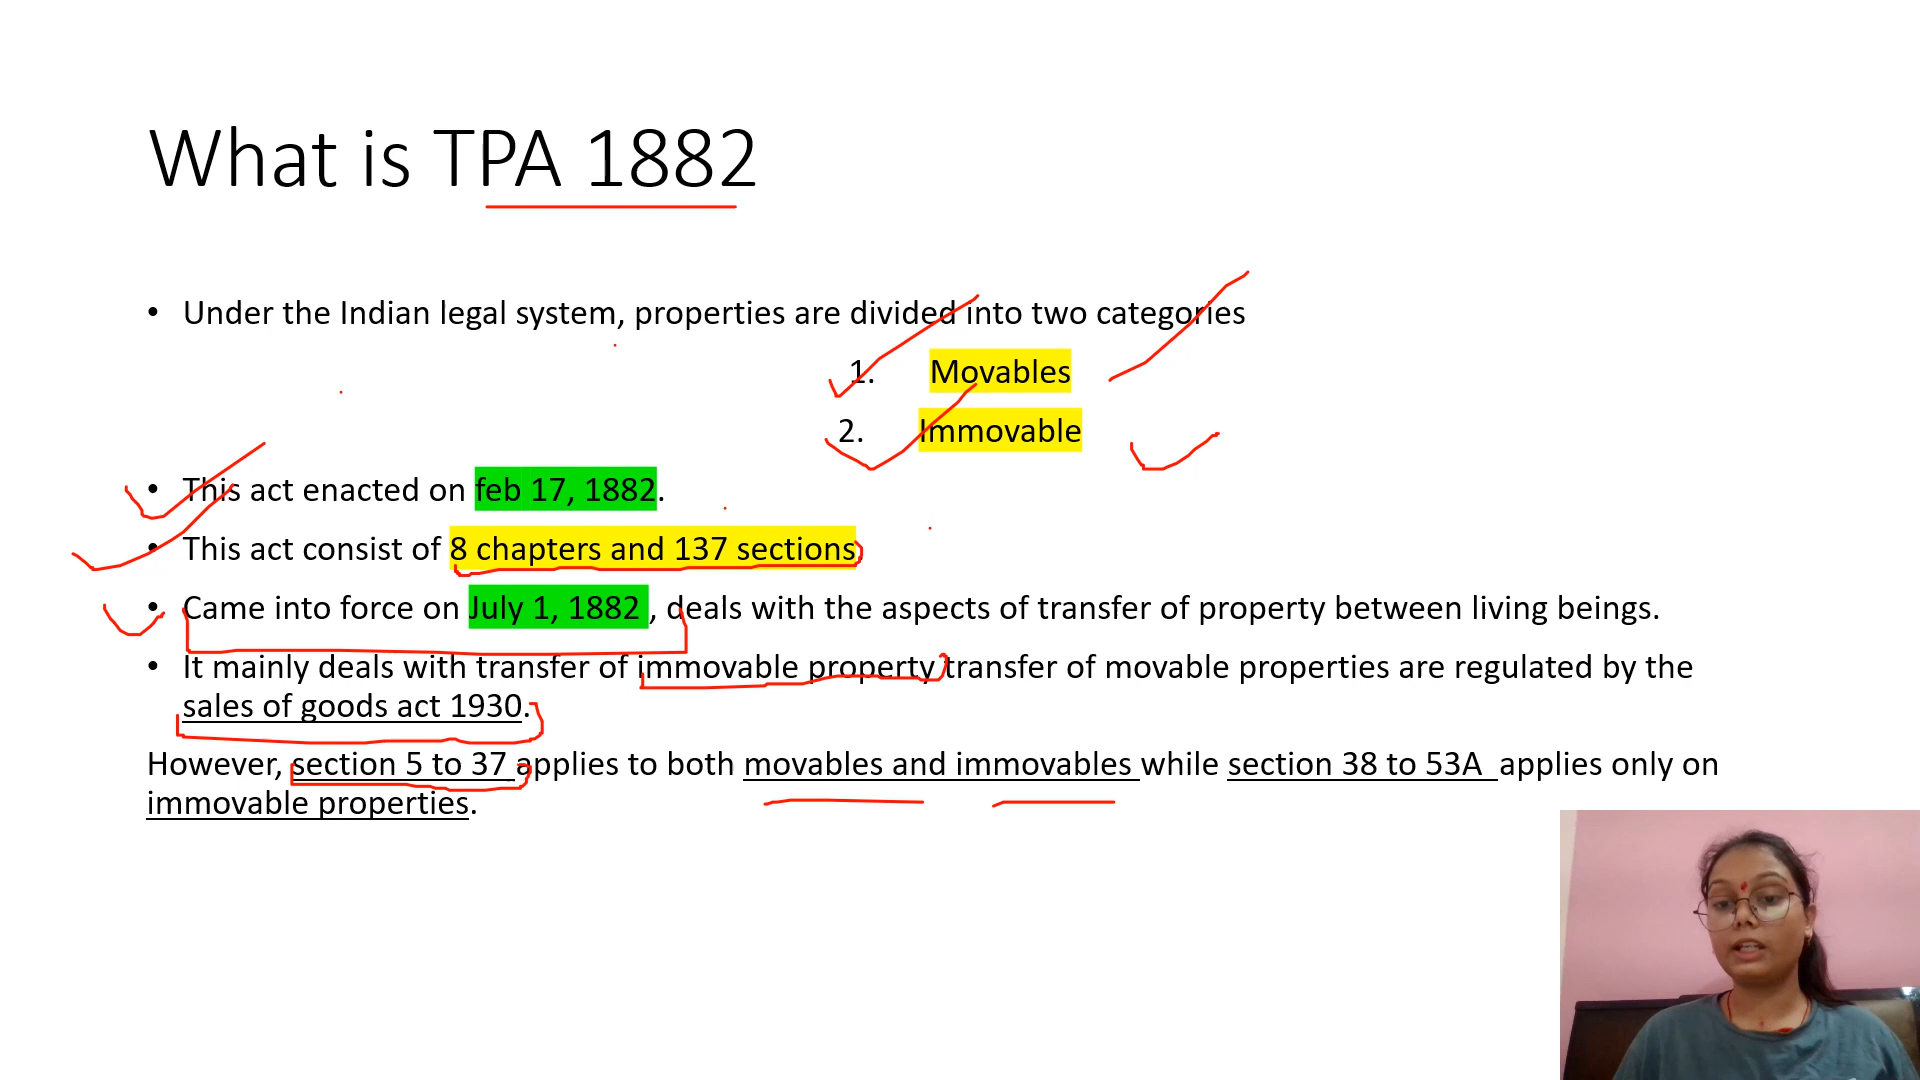 What is TPA 1882
• Under the Indian legal system, properties are divided into two categories
1. Movables
2. Immovable
• This act enacted on feb 17, 1882.
• This act consist of 8 chapters and 137 sections
• Came into force on July 1, 1882 , deals with the aspects of transfer of property between living beings.
• It mainly deals with transfer of immovable property transfer of movable properties are regulated by the
sales of goods act 1930.
However, section 5 to 37 applies to both movables and immovables while section 38 to 53A applies only on
immovable properties.